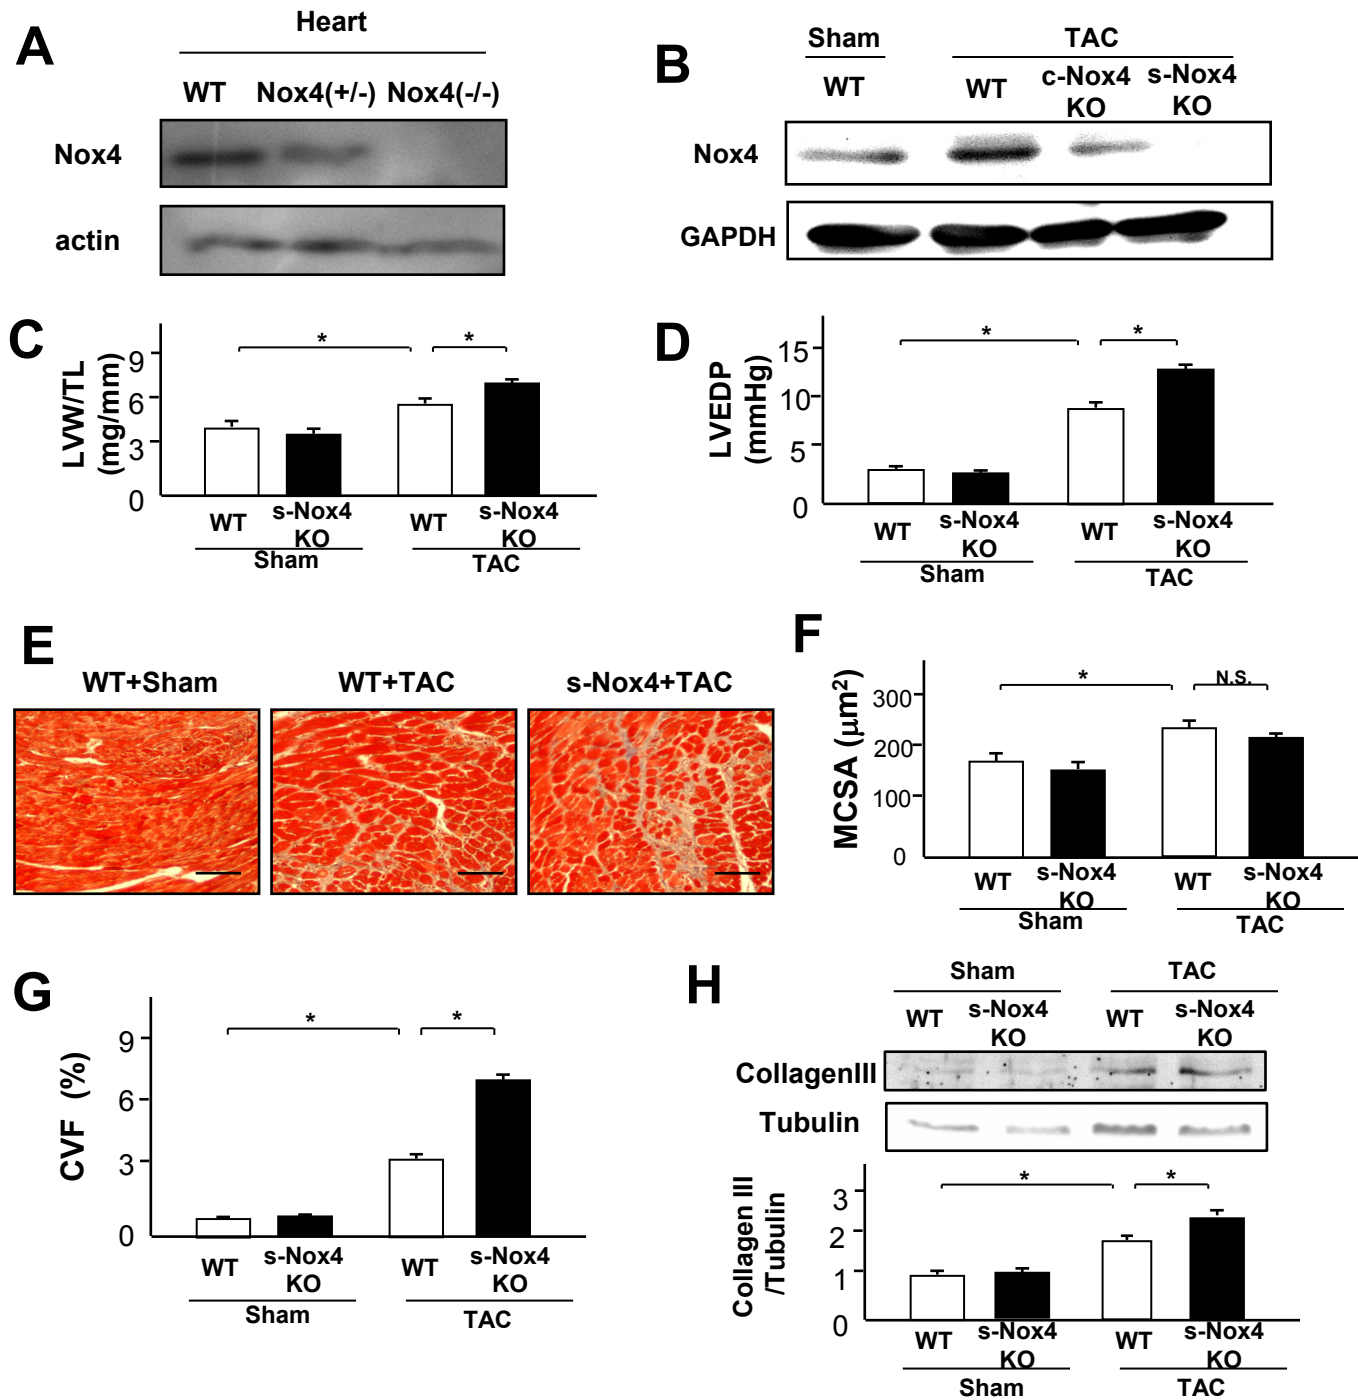 A
Heart
WT Nox4(+/-) Nox4(-/-)
Nox4
actin
B
Sham TAC
WT WT c-Nox4 KO s-Nox4 KO
Nox4
GAPDH
C
LVW/TL
(mg/mm)
9
6
3
0
* *
WT s-Nox4 KO WT s-Nox4 KO
Sham TAC
D
LVEDP
(mmHg)
15
10
5
0
* *
WT s-Nox4 KO WT s-Nox4 KO
Sham TAC
E
WT+Sham WT+TAC s-Nox4+TAC
F
MCSA (μm²)
300
200
100
0
* N.S.
WT s-Nox4 KO WT s-Nox4 KO
Sham TAC
G
CVF (%)
9
6
3
0
* *
WT s-Nox4 KO WT s-Nox4 KO
Sham TAC
H
Sham TAC
WT s-Nox4 KO WT s-Nox4 KO
CollagenIII
Tubulin
Collagen III
/Tubulin
3
2
1
0
* *
WT s-Nox4 KO WT s-Nox4 KO
Sham TAC